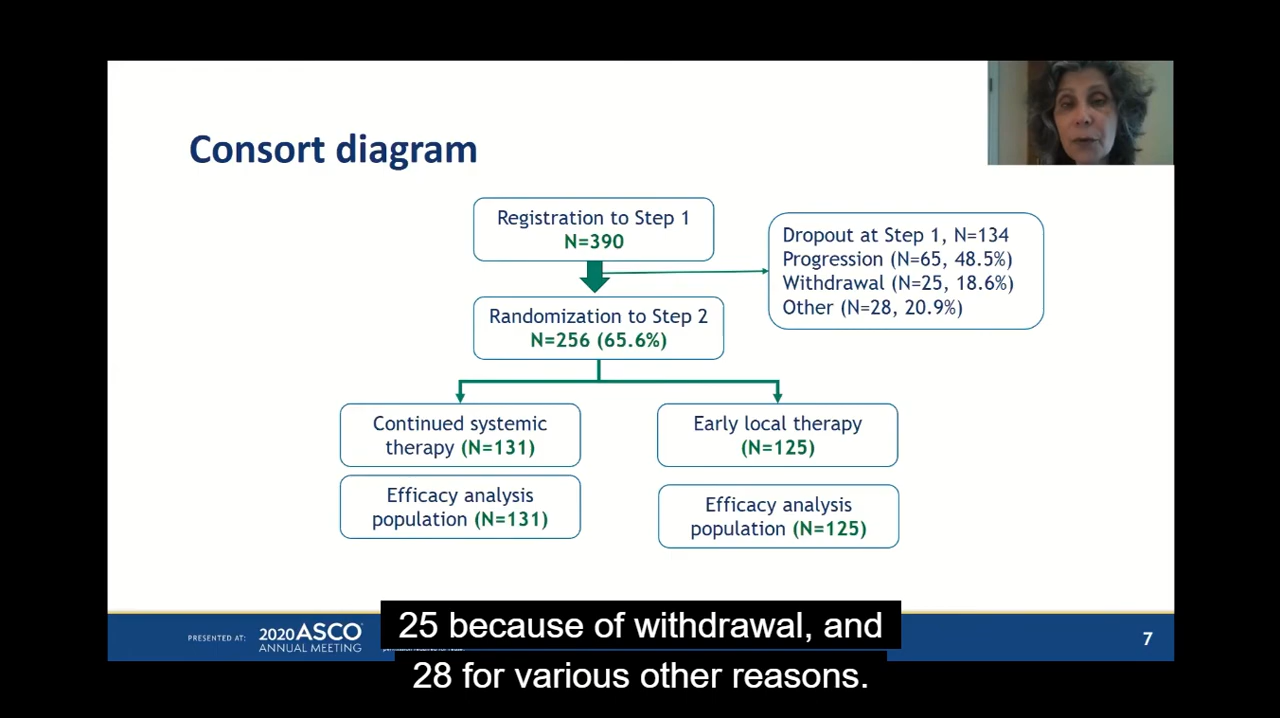 Consort diagram
Registration to Step 1
N=390
Dropout at Step 1, N=134
Progression (N=65, 48.5%)
Withdrawal (N=25, 18.6%)
Other (N=28, 20.9%)
Randomization to Step 2
N=256 (65.6%)
Continued systemic
therapy (N=131)
Early local therapy
(N=125)
Efficacy analysis
population (N=131)
Efficacy analysis
population (N=125)
PRESENTED AT:
2020 ASCO
ANNUAL MEETING
7
25 because of withdrawal, and
28 for various other reasons.